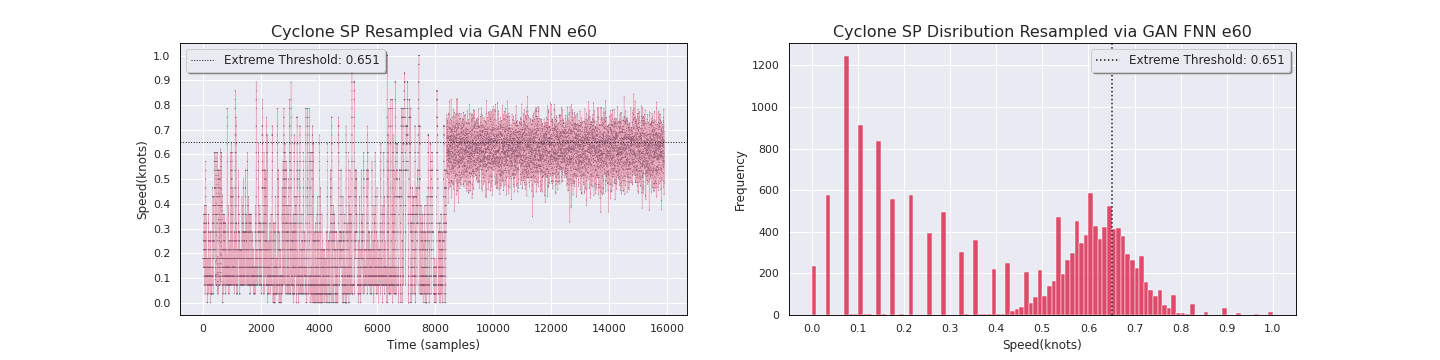 Cyclone SP Resampled via GAN FNN e60
Extreme Threshold: 0.651
1.0
0.9
0.8
0.7
0.6
0.5
0.4
0.3
0.2
0.1
0.0
Speed(knots)
0 2000 4000 6000 8000 10000 12000 14000 16000
Time (samples)
Cyclone SP Disribution Resampled via GAN FNN e60
Extreme Threshold: 0.651
1200
1000
800
600
400
200
0
Frequency
0.0 0.1 0.2 0.3 0.4 0.5 0.6 0.7 0.8 0.9 1.0
Speed(knots)